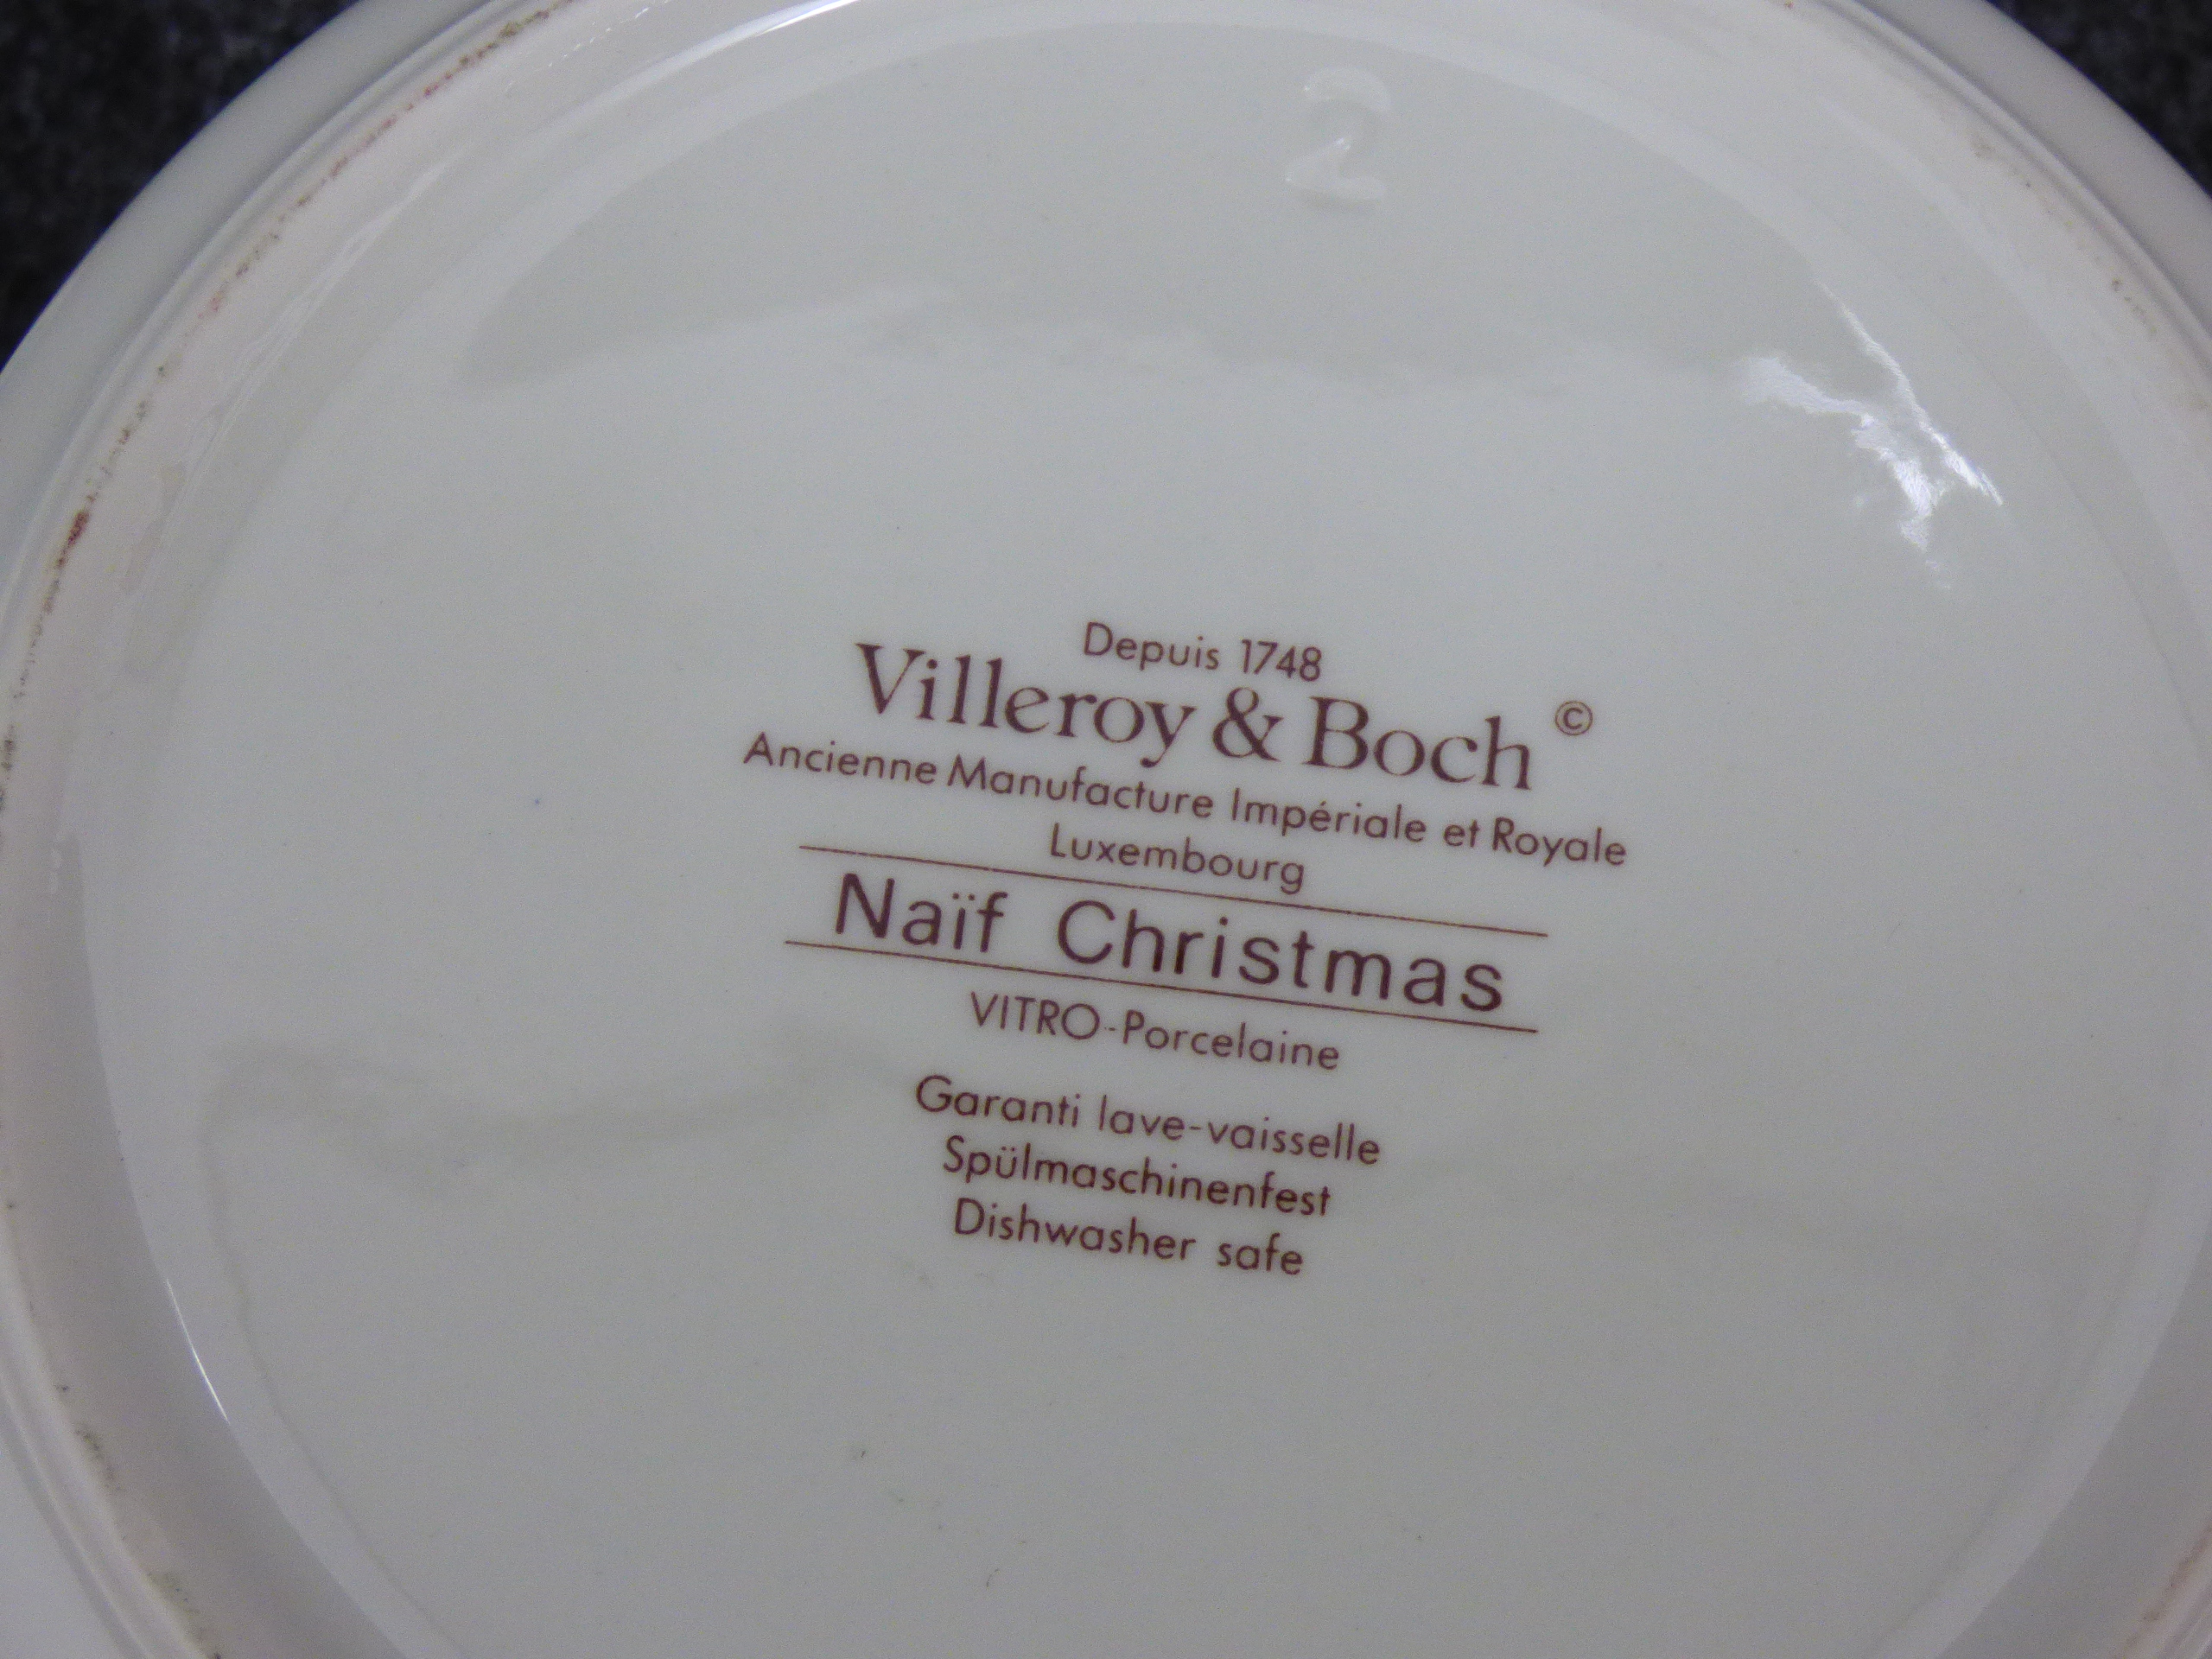 2
Depuis 1748
Villeroy & Boch ©
Ancienne Manufacture Impériale et Royale
Luxembourg
Naïf Christmas
VITRO-Porcelaine
Garanti lave-vaisselle
Spülmaschinenfest
Dishwasher safe